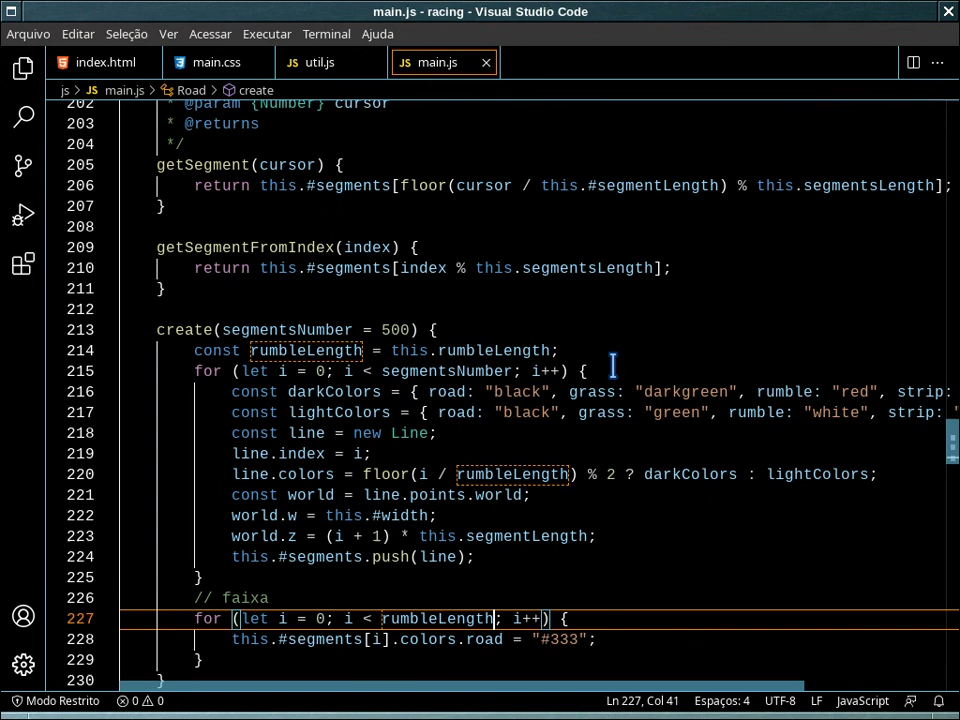 main.js - racing - Visual Studio Code
Arquivo Editar Seleção Ver Acessar Executar Terminal Ajuda
index.html main.css JS util.js JS main.js
js > main.js > Road > create
202 * @param {Number} cursor
203 * @returns
204 */
205 getSegment(cursor) {
206 return this.#segments[floor(cursor / this.#segmentLength) % this.segmentsLength];
207 }
208
209 getSegmentFromIndex(index) {
210 return this.#segments[index % this.segmentsLength];
211 }
212
213 create(segmentsNumber = 500) {
214 const rumbleLength = this.rumbleLength;
215 for (let i = 0; i < segmentsNumber; i++) {
216 const darkColors = { road: "black", grass: "darkgreen", rumble: "red", strip:
217 const lightColors = { road: "black", grass: "green", rumble: "white", strip: "
218 const line = new Line;
219 line.index = i;
220 line.colors = floor(i / rumbleLength) % 2 ? darkColors : lightColors;
221 const world = line.points.world;
222 world.w = this.#width;
223 world.z = (i + 1) * this.segmentLength;
224 this.#segments.push(line);
225 }
226 // faixa
227 for (let i = 0; i < rumbleLength; i++) {
228 this.#segments[i].colors.road = "#333";
229 }
230 }
Modo Restrito 0 0 Ln 227, Col 41 Espaços: 4 UTF-8 LF JavaScript